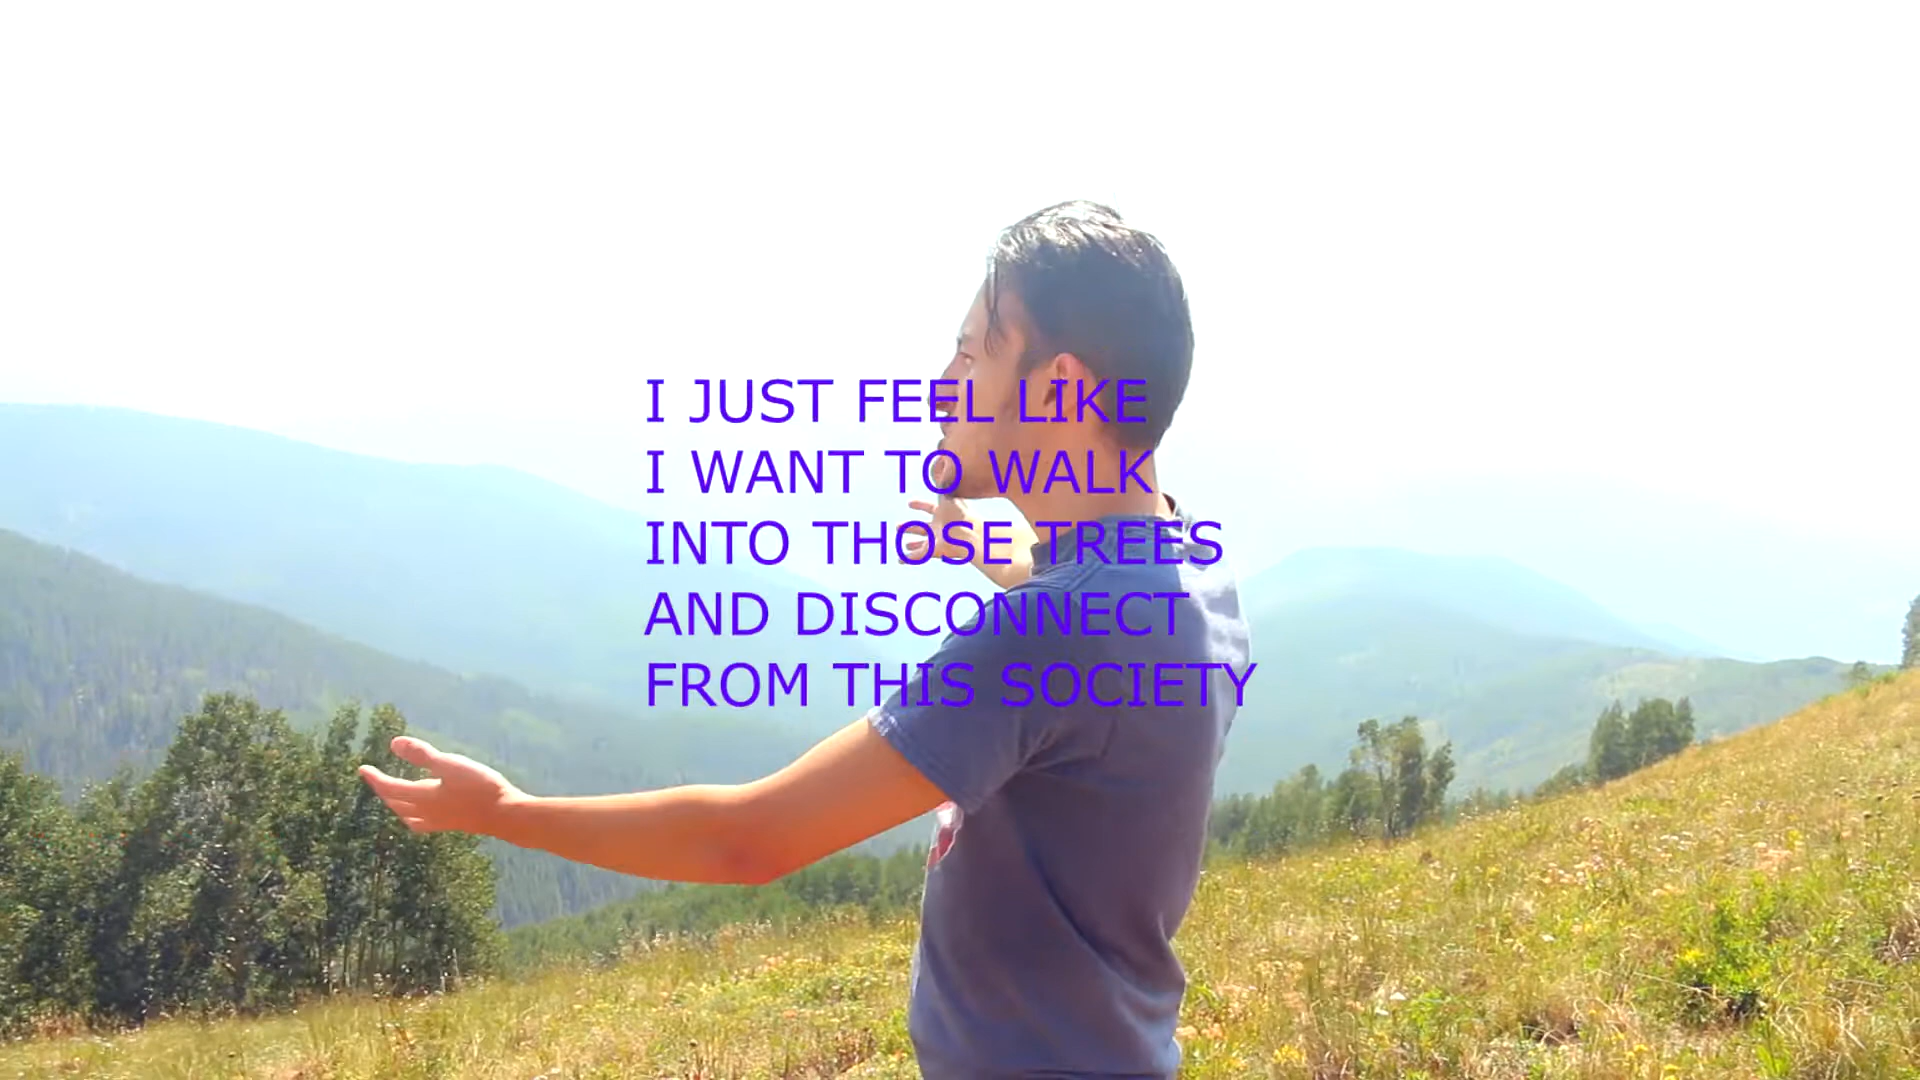 I JUST FEEL LIKE
I WANT TO WALK
INTO THOSE TREES
AND DISCONNECT
FROM THIS SOCIETY